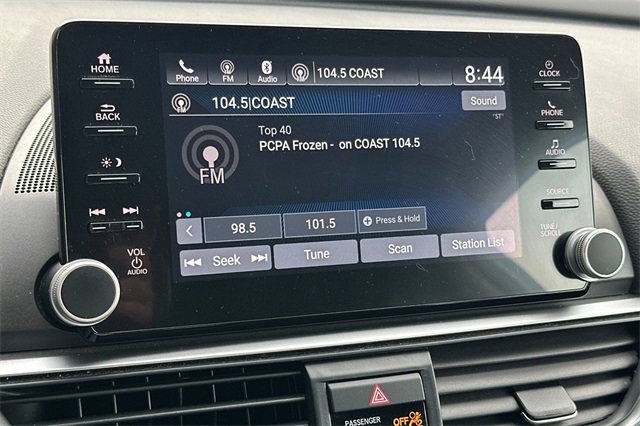 HOME
BACK
VOL
AUDIO
Phone FM Audio 104.5 COAST 8:44
104.5|COAST Sound
"ST"
Top 40
PCPA Frozen - on COAST 104.5
FM
98.5 101.5 Press & Hold
Seek Tune Scan Station List
CLOCK
PHONE
AUDIO
SOURCE
TUNE/
SCROLL
PASSENGER
OFF